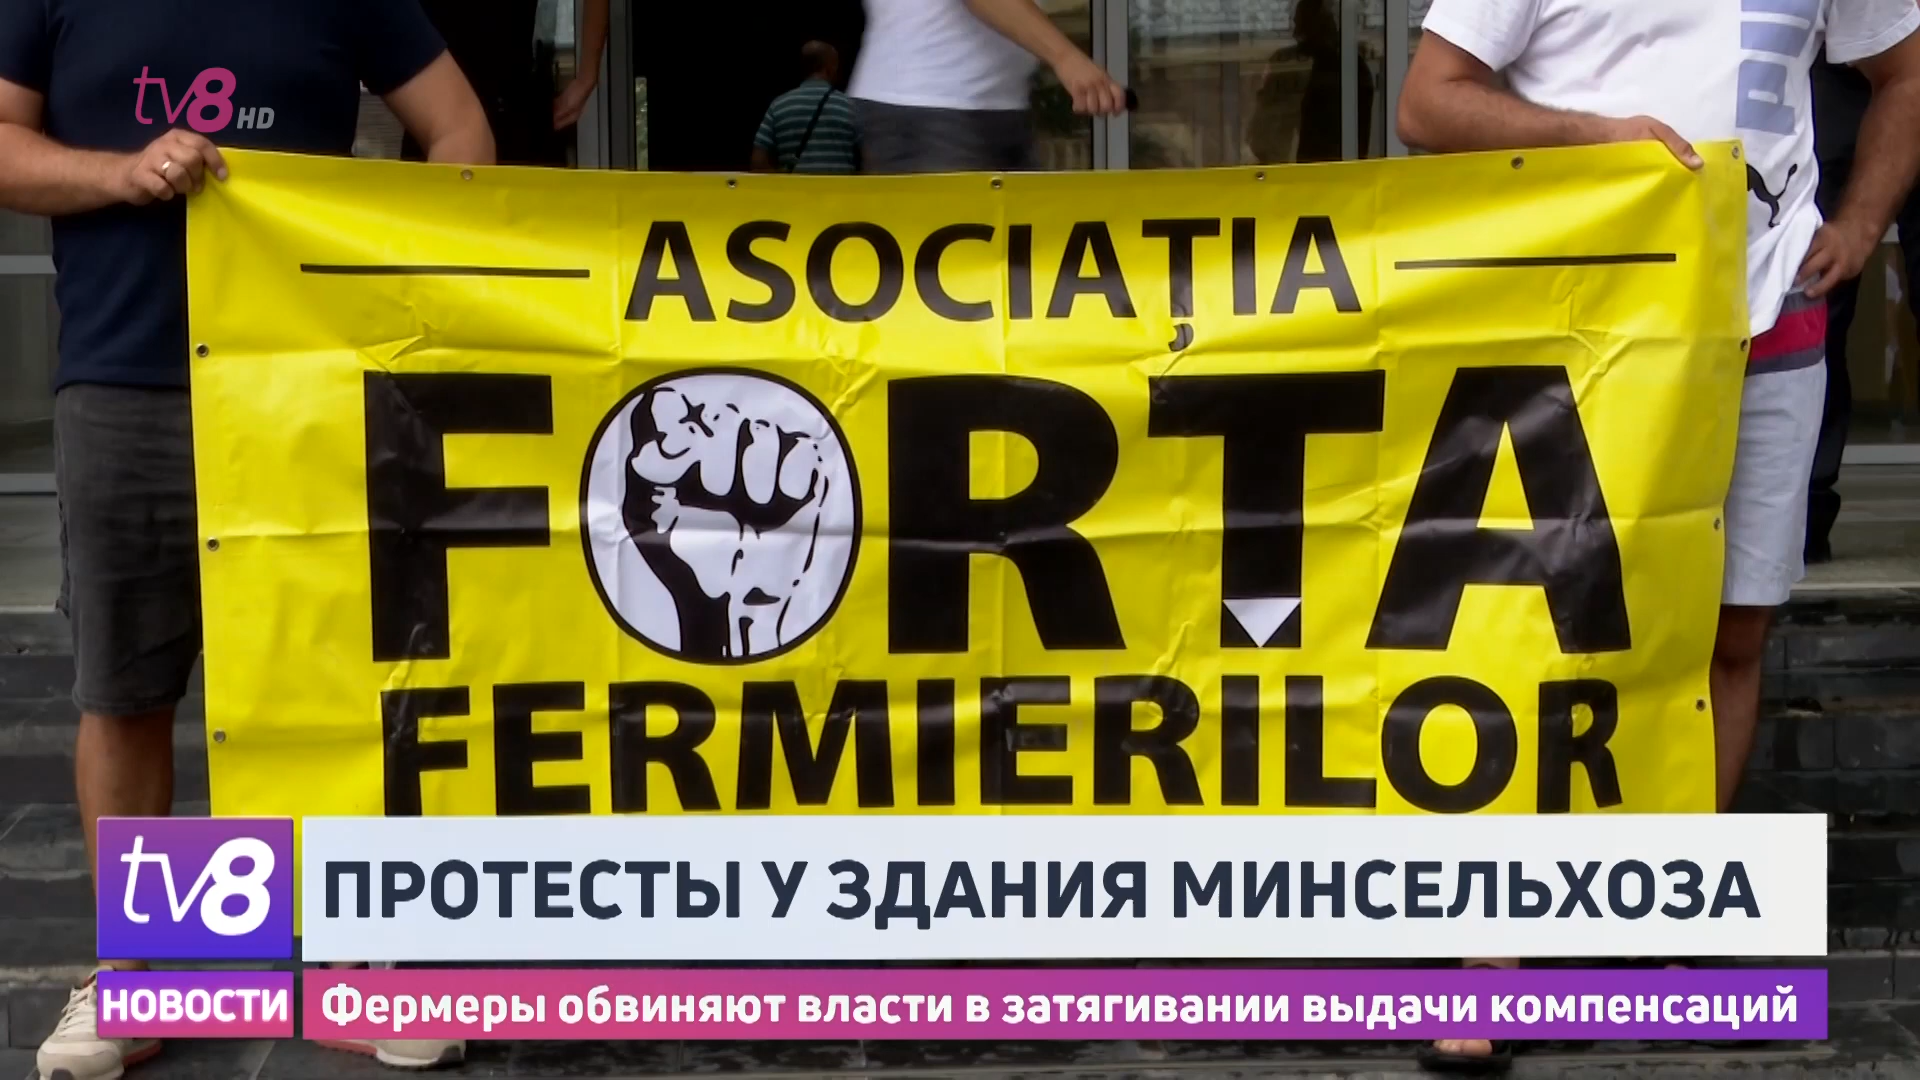 tv8 HD
ASOCIAȚIA
FORȚA
FERMIERILOR
tv8
ПРОТЕСТЫ У ЗДАНИЯ МИНСЕЛЬХОЗА
НОВОСТИ
Фермеры обвиняют власти в затягивании выдачи компенсаций